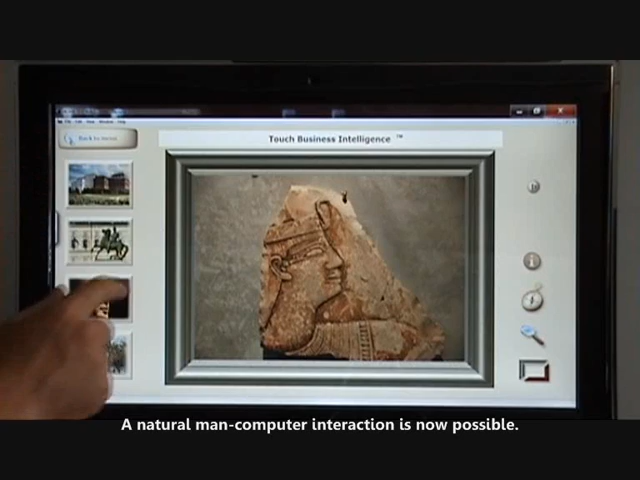 Touch Business Intelligence ™
A natural man-computer interaction is now possible.